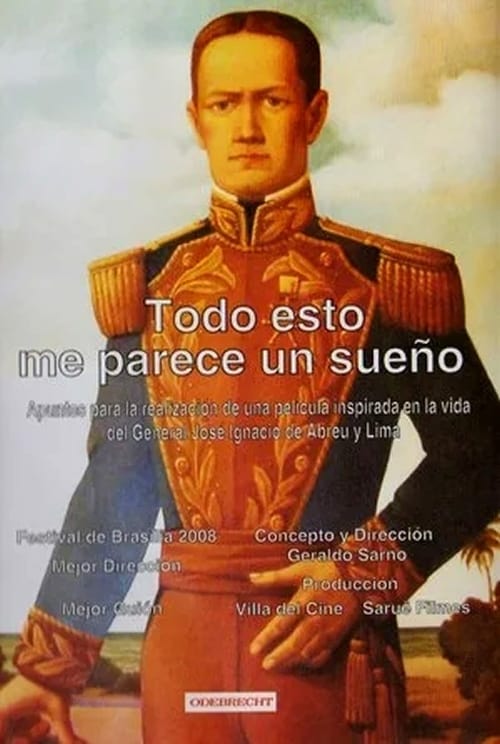 Todo esto
me parece un sueño
Apuntes para la realización de una película inspirada en la vida
del General José Ignacio de Abreu y Lima
Festival de Brasilia 2008
Mejor Dirección
Mejor Guión
Concepto y Dirección
Geraldo Sarno
Producción
Villa del Cine Saruê Filmes
ODEBRECHT